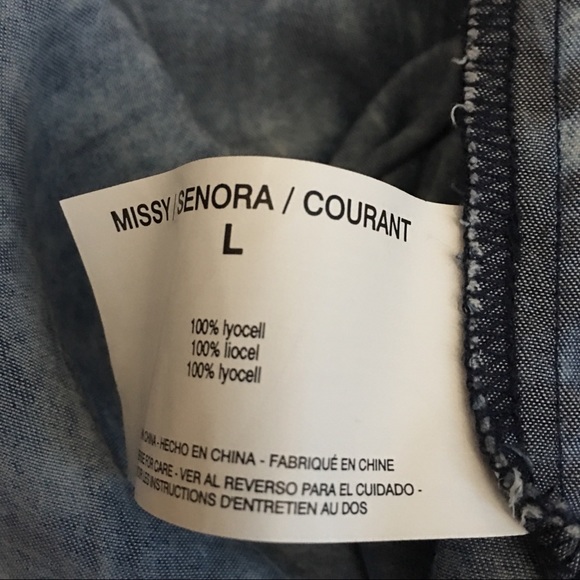 MISSY / SENORA / COURANT
L
100% lyocell
100% liocel
100% lyocell
CHINA - HECHO EN CHINA - FABRIQUÉ EN CHINE
FOR CARE - VER AL REVERSO PARA EL CUIDADO -
LES INSTRUCTIONS D'ENTRETIEN AU DOS